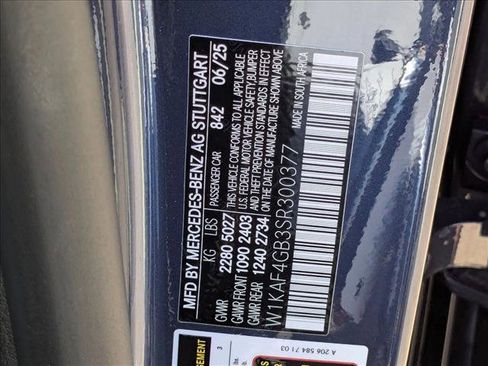 MFD BY MERCEDES-BENZ AG STUTTGART
PASSENGER CAR 842 06/25
KG LBS
GVWR 2280 5027
GAWR FRONT 1090 2403
GAWR REAR 1240 2734
THIS VEHICLE CONFORMS TO ALL APPLICABLE
U.S. FEDERAL MOTOR VEHICLE SAFETY, BUMPER
AND THEFT PREVENTION STANDARDS IN EFFECT
ON THE DATE OF MANUFACTURE SHOWN ABOVE
W1KAF4GB3SR300377
MADE IN SOUTH AFRICA
A 206 584 71 03
3